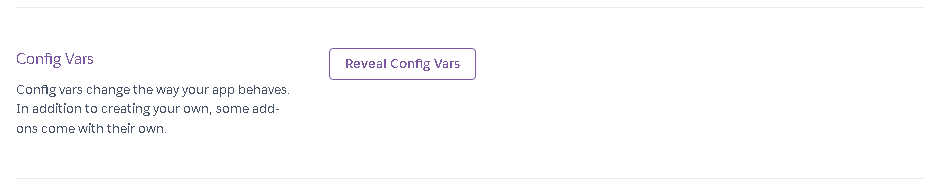 Config Vars
Reveal Config Vars
Config vars change the way your app behaves.
In addition to creating your own, some add-
ons come with their own.